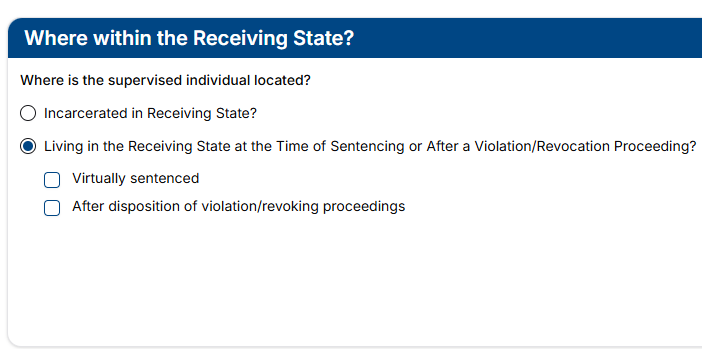 Where within the Receiving State?
Where is the supervised individual located?
Incarcerated in Receiving State?
Living in the Receiving State at the Time of Sentencing or After a Violation/Revocation Proceeding?
Virtually sentenced
After disposition of violation/revoking proceedings